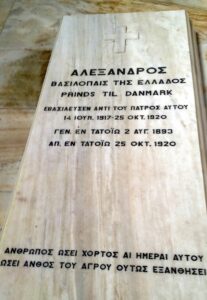 ΑΛΕΞΑΝΔΡΟΣ
ΒΑΣΙΛΟΠΑΙΣ ΤΗΣ ΕΛΛΑΔΟΣ
PRINDS TIL DANMARK
ΕΒΑΣΙΛΕΥΣΕΝ ΑΝΤΙ ΤΟΥ ΠΑΤΡΟΣ ΑΥΤΟΥ
14 ΙΟΥΝ. 1917-25 ΟΚΤ. 1920
ΓΕΝ. ΕΝ ΤΑΤΟΪΩ 2 ΑΥΓ. 1893
ΑΠ. ΕΝ ΤΑΤΟΪΩ 25 ΟΚΤ. 1920
ΑΝΘΡΩΠΟΣ ΩΣΕΙ ΧΟΡΤΟΣ ΑΙ ΗΜΕΡΑΙ ΑΥΤΟΥ
ΩΣΕΙ ΑΝΘΟΣ ΤΟΥ ΑΓΡΟΥ ΟΥΤΩΣ ΕΞΑΝΘΗΣΕΙ